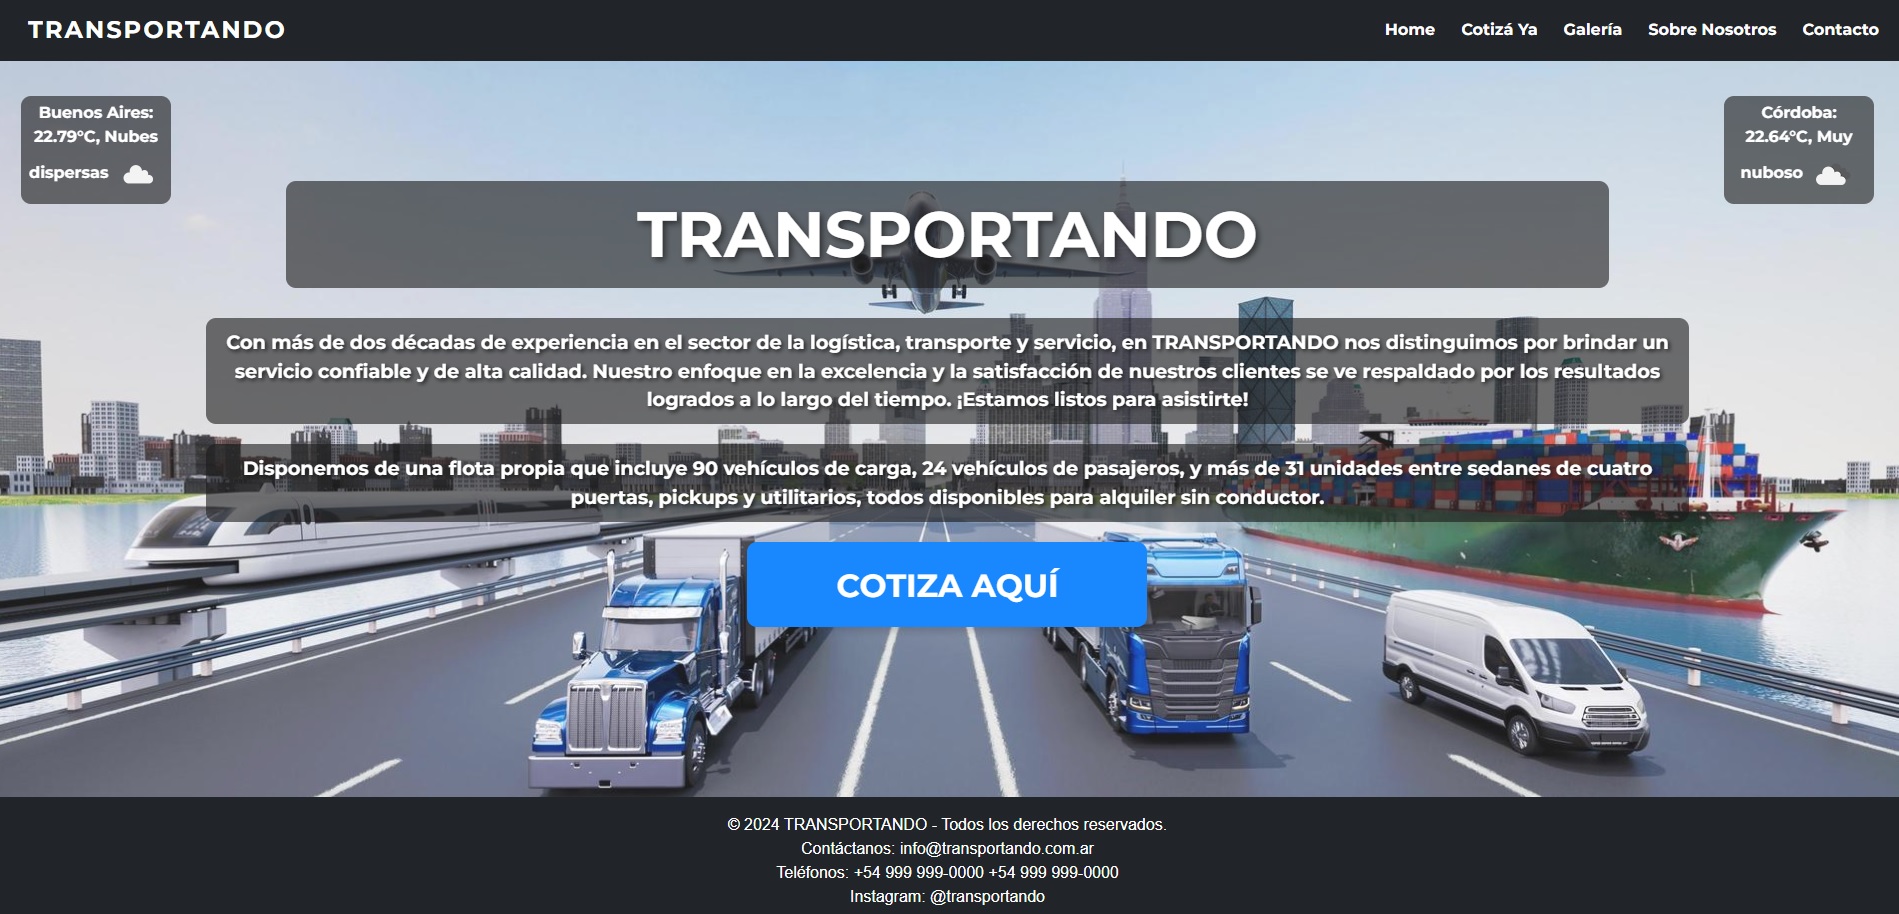 TRANSPORTANDO
Home Cotizá Ya Galería Sobre Nosotros Contacto
Buenos Aires:
22.79°C, Nubes
dispersas
Córdoba:
22.64°C, Muy
nuboso
TRANSPORTANDO
Con más de dos décadas de experiencia en el sector de la logística, transporte y servicio, en TRANSPORTANDO nos distinguimos por brindar un
servicio confiable y de alta calidad. Nuestro enfoque en la excelencia y la satisfacción de nuestros clientes se ve respaldado por los resultados
logrados a lo largo del tiempo. ¡Estamos listos para asistirte!
Disponemos de una flota propia que incluye 90 vehículos de carga, 24 vehículos de pasajeros, y más de 31 unidades entre sedanes de cuatro
puertas, pickups y utilitarios, todos disponibles para alquiler sin conductor.
COTIZA AQUÍ
© 2024 TRANSPORTANDO - Todos los derechos reservados.
Contáctanos: info@transportando.com.ar
Teléfonos: +54 999 999-0000 +54 999 999-0000
Instagram: @transportando